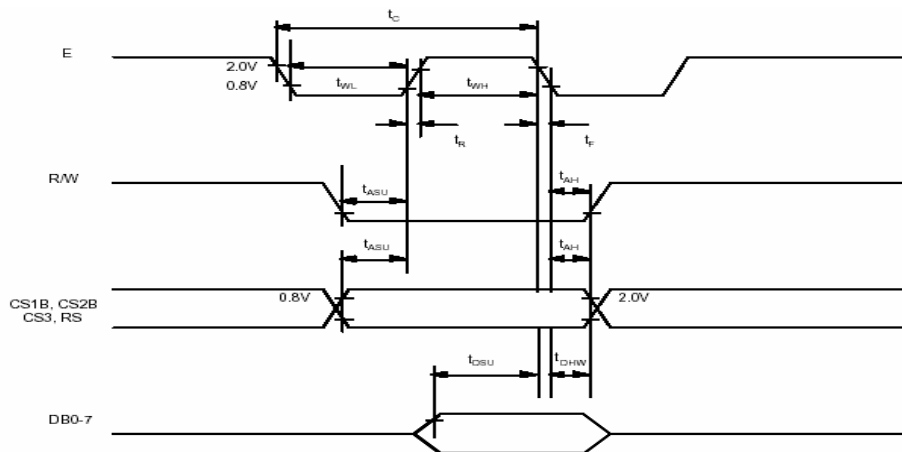 tC
E
2.0V
0.8V
tWL
tWH
tR
tF
R/W
tASU
tAH
tASU
tAH
CS1B, CS2B
CS3, RS
0.8V
2.0V
tDSU
tDHW
DB0-7